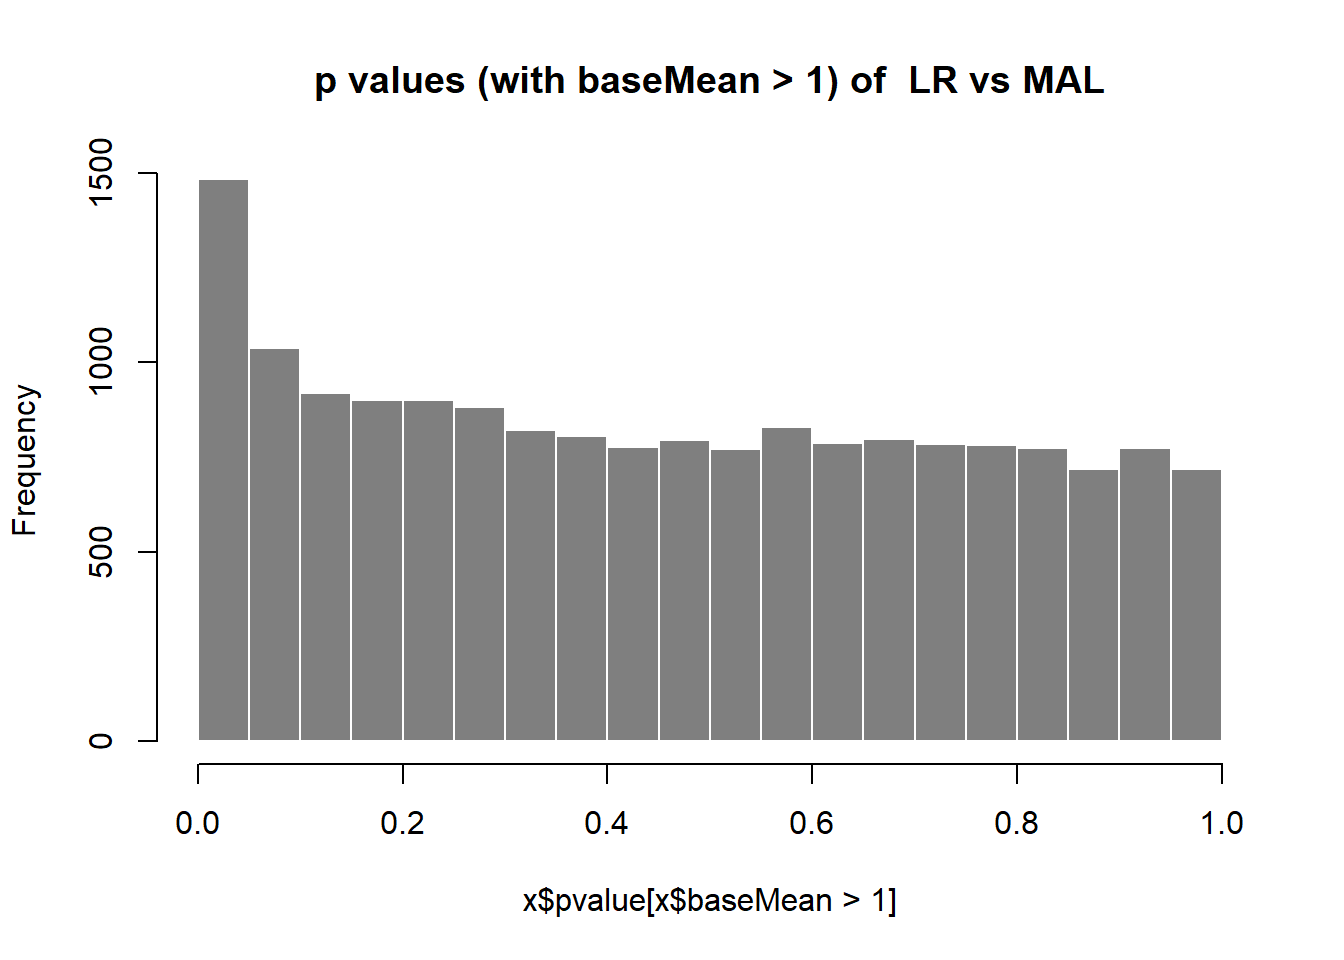 p values (with baseMean > 1) of  LR vs MAL
Frequency
1500
1000
500
0
0.0 0.2 0.4 0.6 0.8 1.0
x$pvalue[x$baseMean > 1]